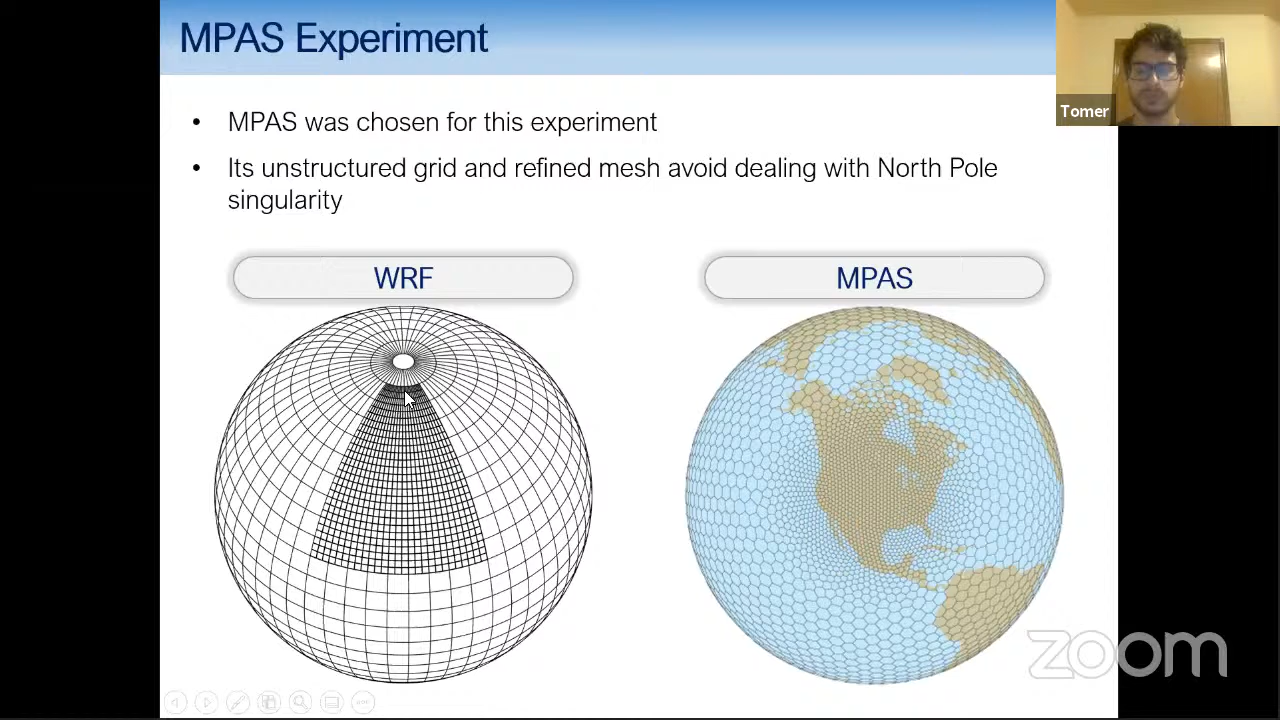 MPAS Experiment
Tomer
• MPAS was chosen for this experiment
• Its unstructured grid and refined mesh avoid dealing with North Pole
singularity
WRF
MPAS
zoom